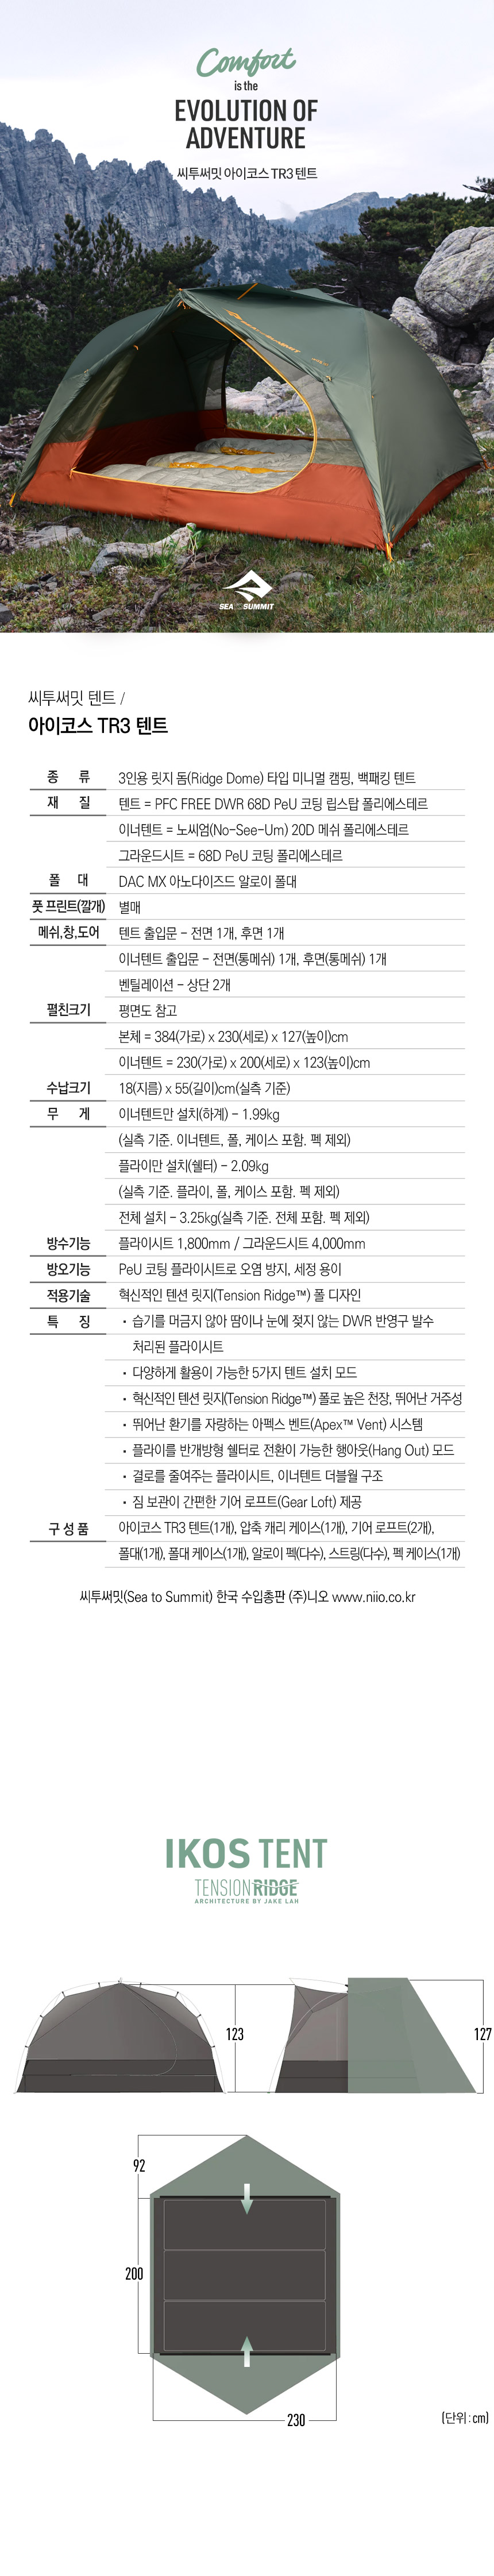 Comfort
is the
EVOLUTION OF
ADVENTURE
씨투써밋 아이코스 TR3 텐트
SEA TO SUMMIT
씨투써밋 텐트 /
아이코스 TR3 텐트
종 류 3인용 릿지 돔(Ridge Dome) 타입 미니멀 캠핑, 백패킹 텐트
재 질 텐트 = PFC FREE DWR 68D PeU 코팅 립스탑 폴리에스테르
이너텐트 = 노씨엄(No-See-Um) 20D 메쉬 폴리에스테르
그라운드시트 = 68D PeU 코팅 폴리에스테르
폴 대 DAC MX 아노다이즈드 알로이 폴대
풋 프린트(깔개) 별매
메쉬,창,도어 텐트 출입문 - 전면 1개, 후면 1개
이너텐트 출입문 - 전면(통메쉬) 1개, 후면(통메쉬) 1개
벤틸레이션 - 상단 2개
펼친크기 평면도 참고
본체 = 384(가로) x 230(세로) x 127(높이)cm
이너텐트 = 230(가로) x 200(세로) x 123(높이)cm
수납크기 18(지름) x 55(길이)cm(실측 기준)
무 게 이너텐트만 설치(하계) - 1.99kg
(실측 기준. 이너텐트, 폴, 케이스 포함. 펙 제외)
플라이만 설치(쉘터) - 2.09kg
(실측 기준. 플라이, 폴, 케이스 포함. 펙 제외)
전체 설치 - 3.25kg(실측 기준. 전체 포함. 펙 제외)
방수기능 플라이시트 1,800mm / 그라운드시트 4,000mm
방오기능 PeU 코팅 플라이시트로 오염 방지, 세정 용이
적용기술 혁신적인 텐션 릿지(Tension Ridge™) 폴 디자인
특 징 • 습기를 머금지 않아 땀이나 눈에 젖지 않는 DWR 반영구 발수
처리된 플라이시트
• 다양하게 활용이 가능한 5가지 텐트 설치 모드
• 혁신적인 텐션 릿지(Tension Ridge™) 폴로 높은 천장, 뛰어난 거주성
• 뛰어난 환기를 자랑하는 아펙스 벤트(Apex™ Vent) 시스템
• 플라이를 반개방형 쉘터로 전환이 가능한 행아웃(Hang Out) 모드
• 결로를 줄여주는 플라이시트, 이너텐트 더블월 구조
• 짐 보관이 간편한 기어 로프트(Gear Loft) 제공
구 성 품 아이코스 TR3 텐트(1개), 압축 캐리 케이스(1개), 기어 로프트(2개),
폴대(1개), 폴대 케이스(1개), 알로이 펙(다수), 스트링(다수), 펙 케이스(1개)
씨투써밋(Sea to Summit) 한국 수입총판 (주)니오 www.niio.co.kr
IKOS TENT
TENSION RIDGE
ARCHITECTURE BY JAKE LAH
123
127
92
200
230
(단위 : cm)